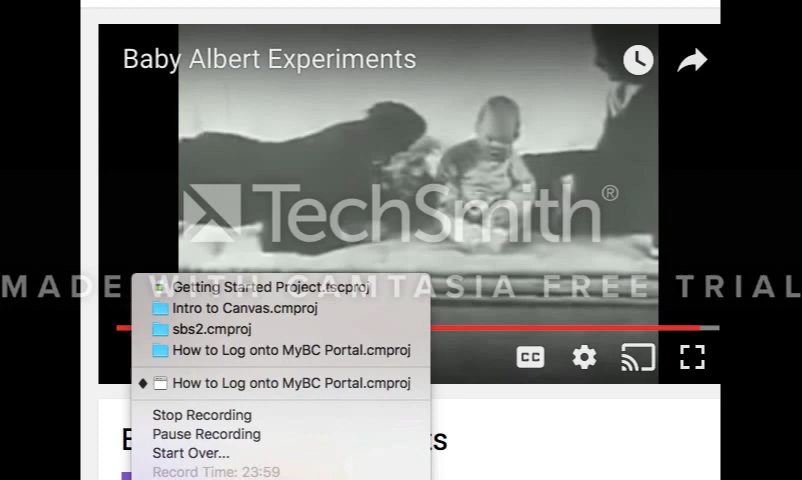 Baby Albert Experiments
TechSmith®
MADE WITH CAMTASIA FREE TRIAL
Getting Started Project.tscproj
Intro to Canvas.cmproj
sbs2.cmproj
How to Log onto MyBC Portal.cmproj
CC
How to Log onto MyBC Portal.cmproj
Stop Recording
Pause Recording
Start Over...
Record Time: 23:59